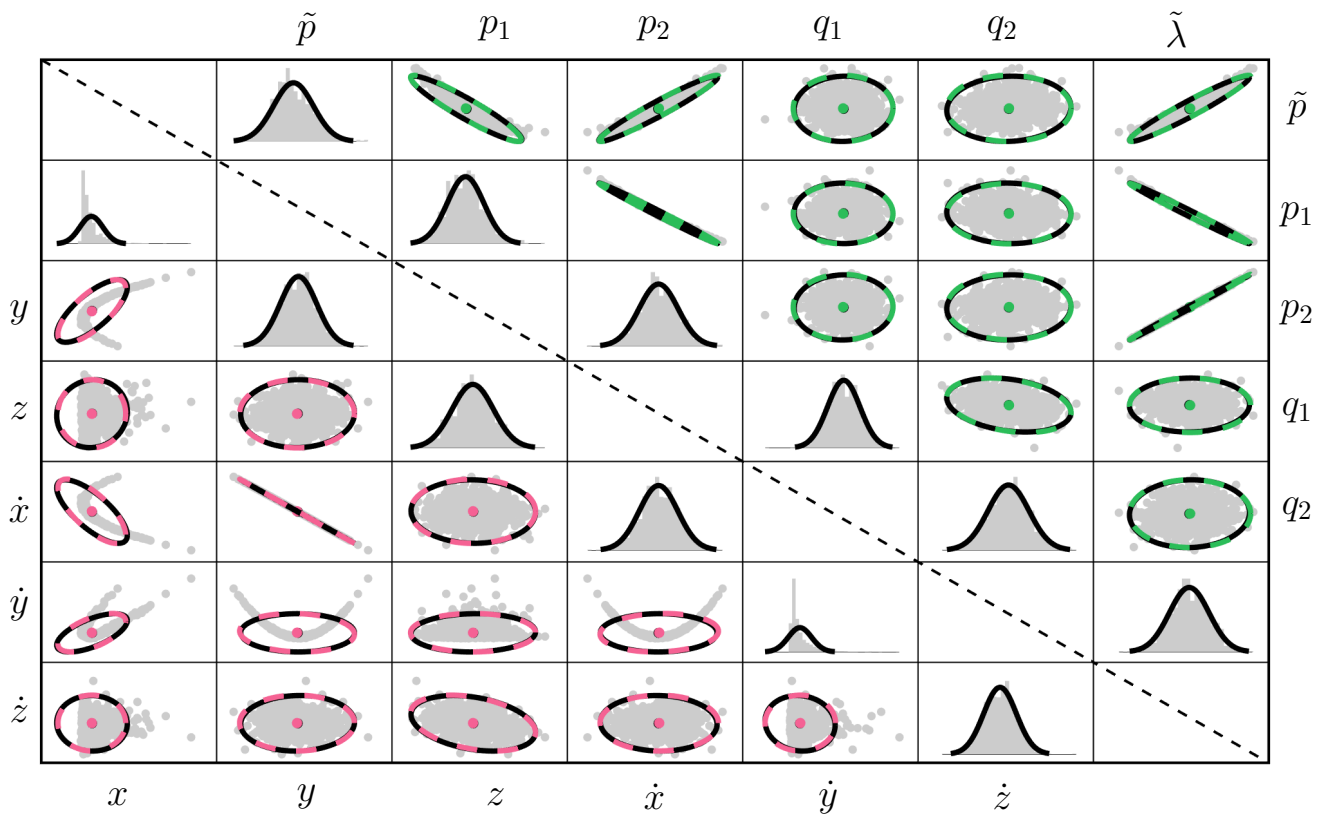 p̃ p₁ p₂ q₁ q₂ λ̃
p̃
p₁
y p₂
z q₁
ẋ q₂
ẏ
ż
x y z ẋ ẏ ż